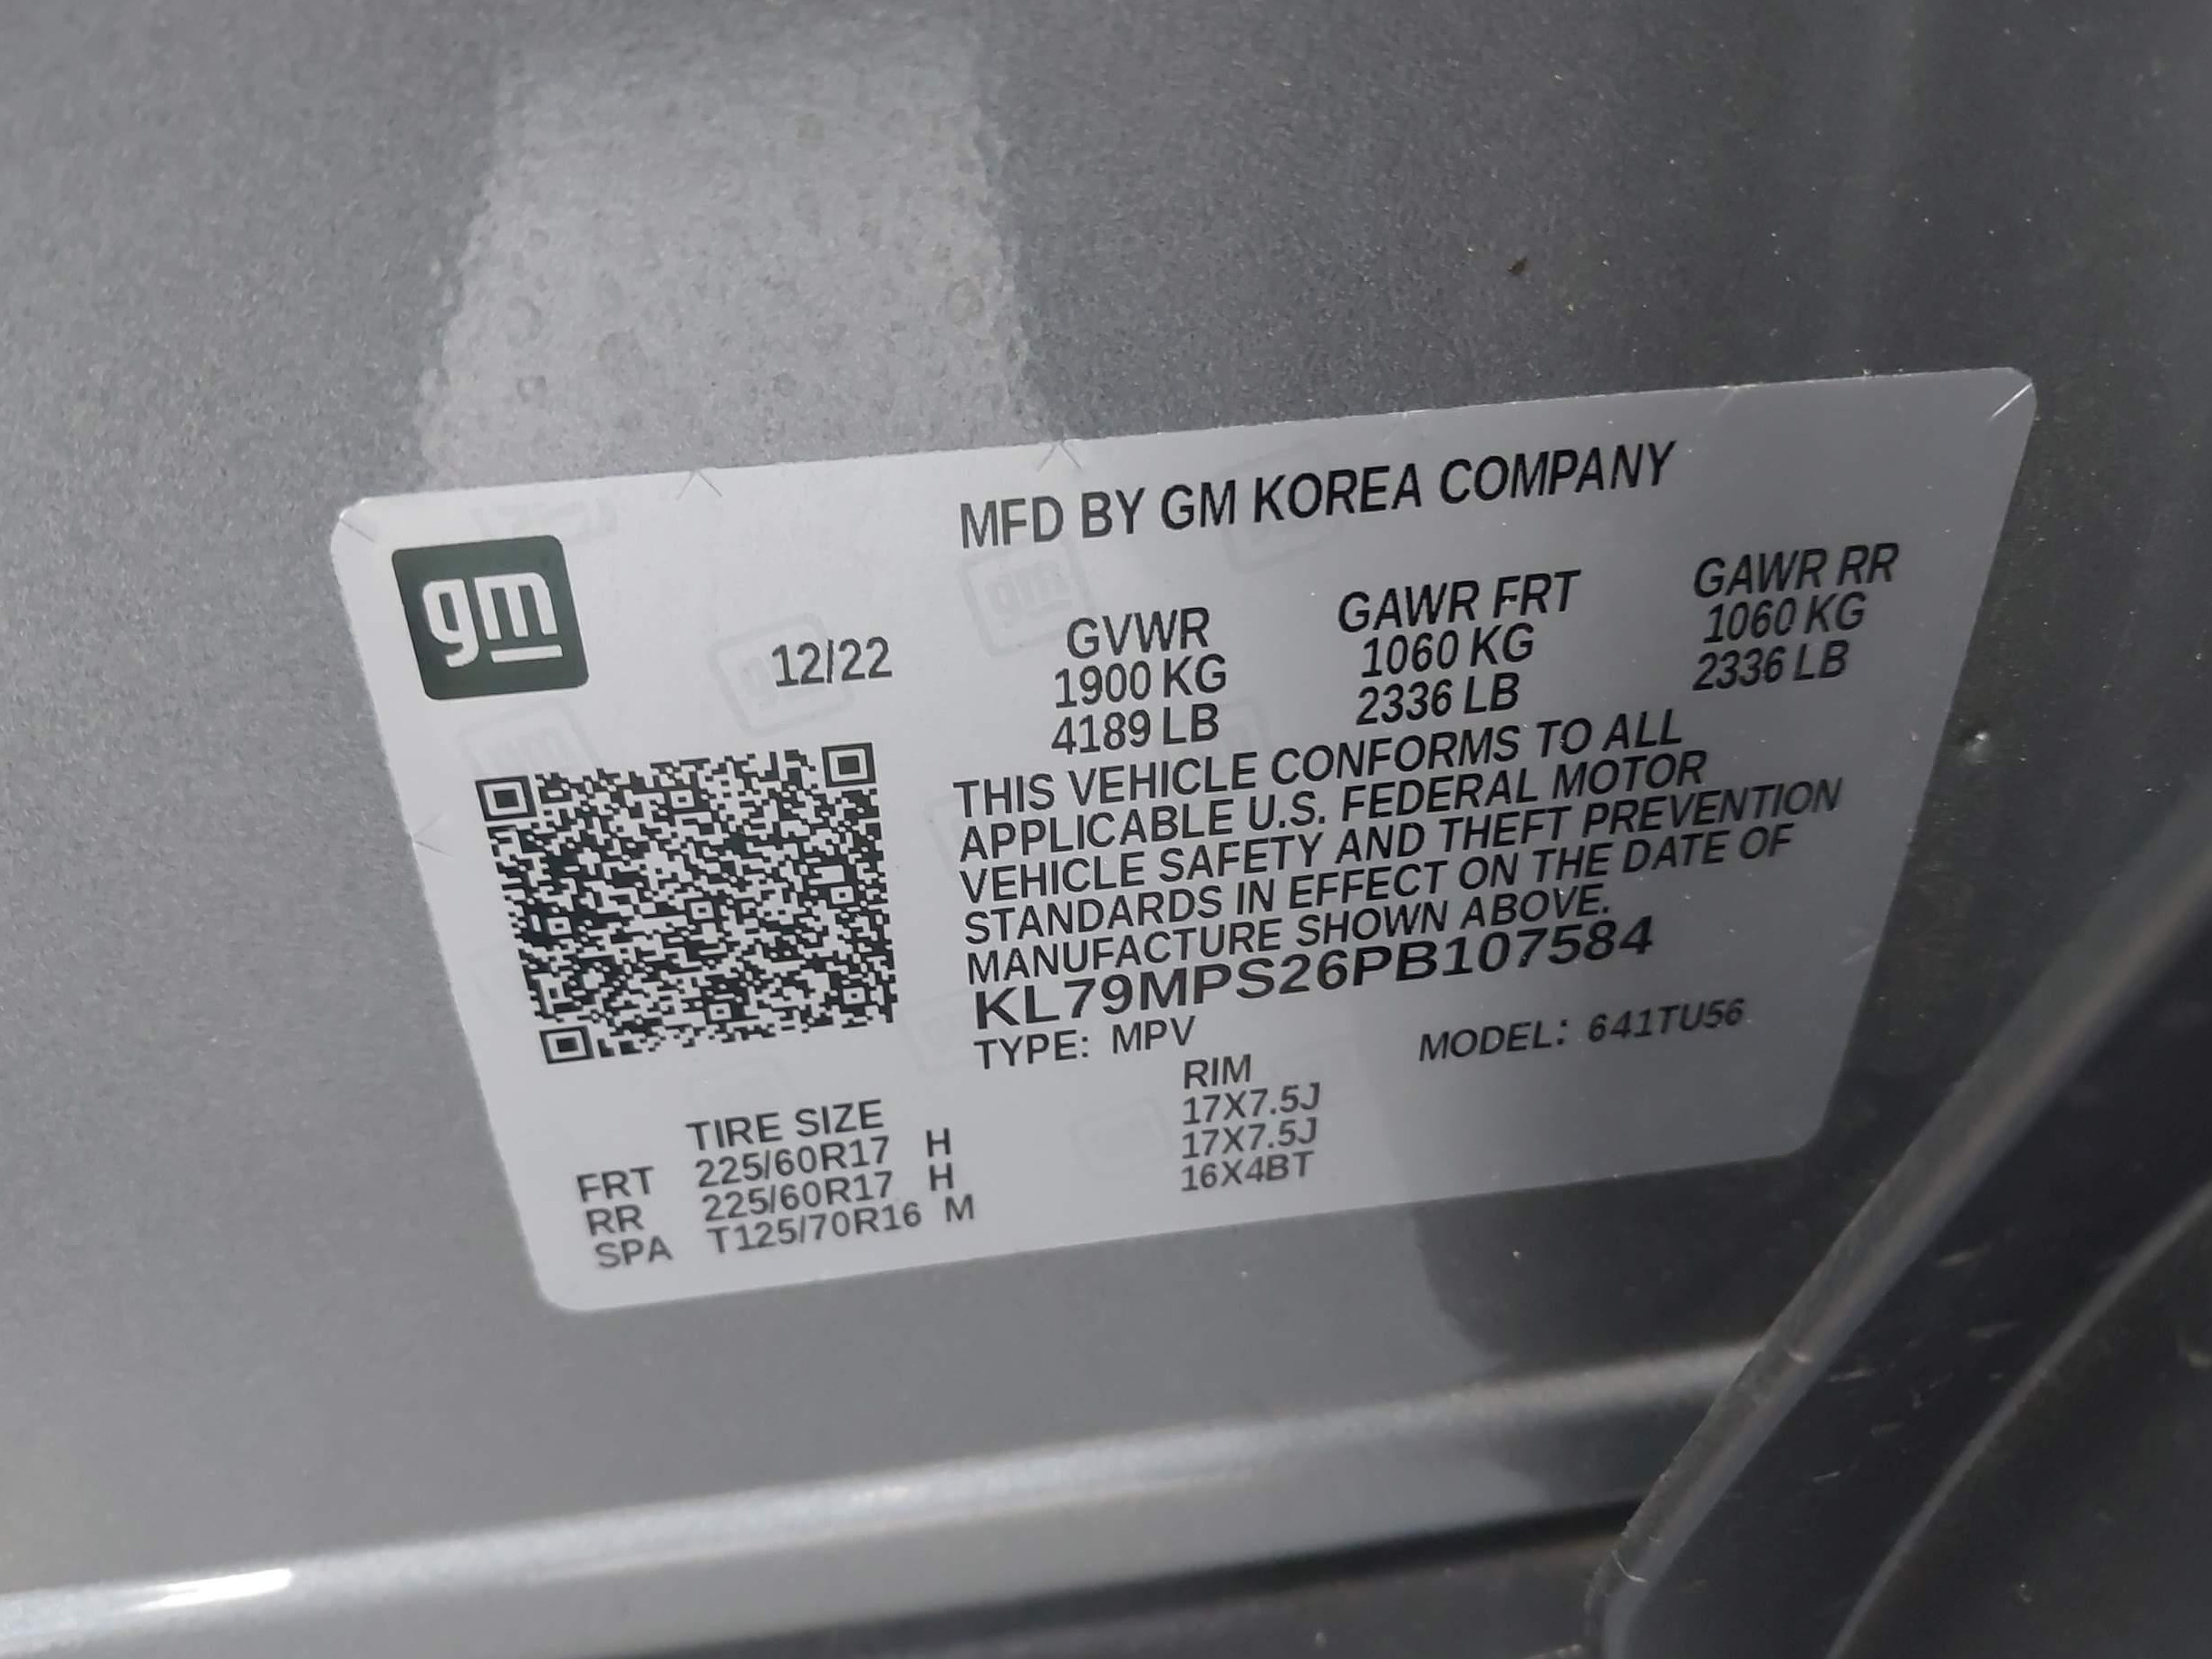 MFD BY GM KOREA COMPANY
gm
12/22
GVWR GAWR FRT GAWR RR
1900 KG 1060 KG 1060 KG
4189 LB 2336 LB 2336 LB
THIS VEHICLE CONFORMS TO ALL
APPLICABLE U.S. FEDERAL MOTOR
VEHICLE SAFETY AND THEFT PREVENTION
STANDARDS IN EFFECT ON THE DATE OF
MANUFACTURE SHOWN ABOVE.
KL79MPS26PB107584
TYPE: MPV MODEL: 641TU56
TIRE SIZE RIM
FRT 225/60R17 H 17X7.5J
RR 225/60R17 H 17X7.5J
SPA T125/70R16 M 16X4BT